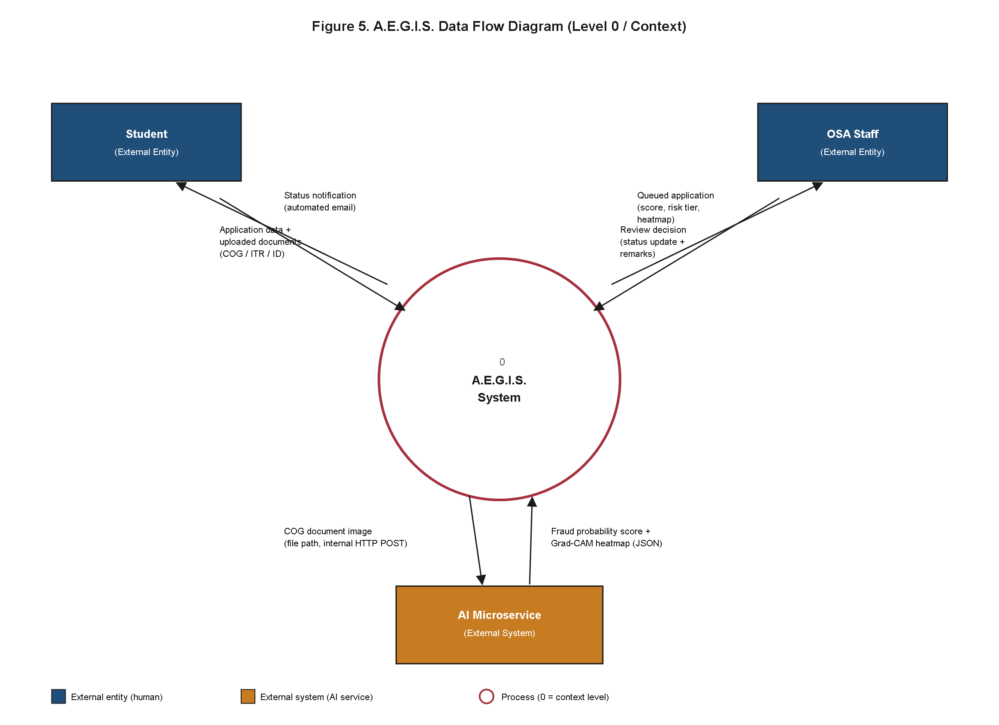 Figure 5. A.E.G.I.S. Data Flow Diagram (Level 0 / Context)
Student
(External Entity)
OSA Staff
(External Entity)
Status notification
(automated email)
Queued application
(score, risk tier,
heatmap)
Application data +
uploaded documents
(COG / ITR / ID)
Review decision
(status update +
remarks)
0
A.E.G.I.S.
System
COG document image
(file path, internal HTTP POST)
Fraud probability score +
Grad-CAM heatmap (JSON)
AI Microservice
(External System)
External entity (human)
External system (AI service)
Process (0 = context level)